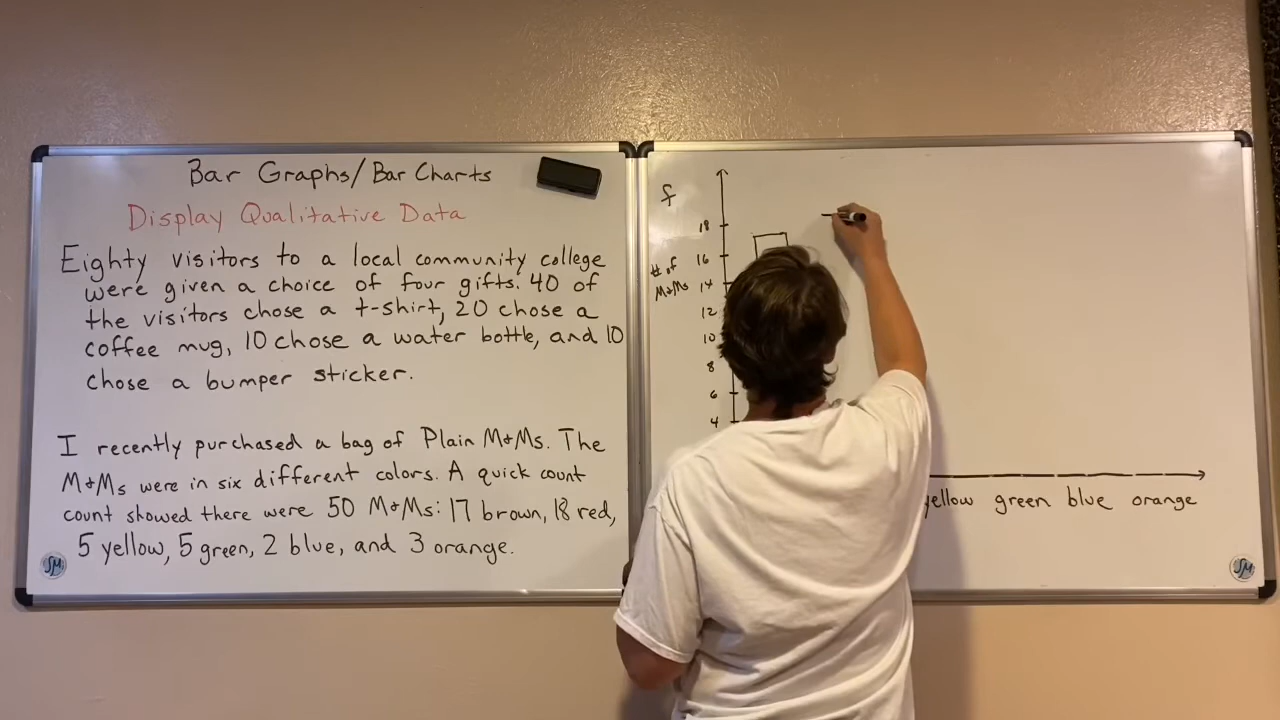 Bar Graphs/Bar Charts
Display Qualitative Data
Eighty visitors to a local community college
were given a choice of four gifts. 40 of
the visitors chose a t-shirt, 20 chose a
coffee mug, 10 chose a water bottle, and 10
chose a bumper sticker.
I recently purchased a bag of Plain M&Ms. The
M&Ms were in six different colors. A quick count
count showed there were 50 M&Ms: 17 brown, 18 red,
5 yellow, 5 green, 2 blue, and 3 orange.
SM
f
18
16
# of
M&Ms
14
12
10
8
6
4
yellow green blue orange
SM